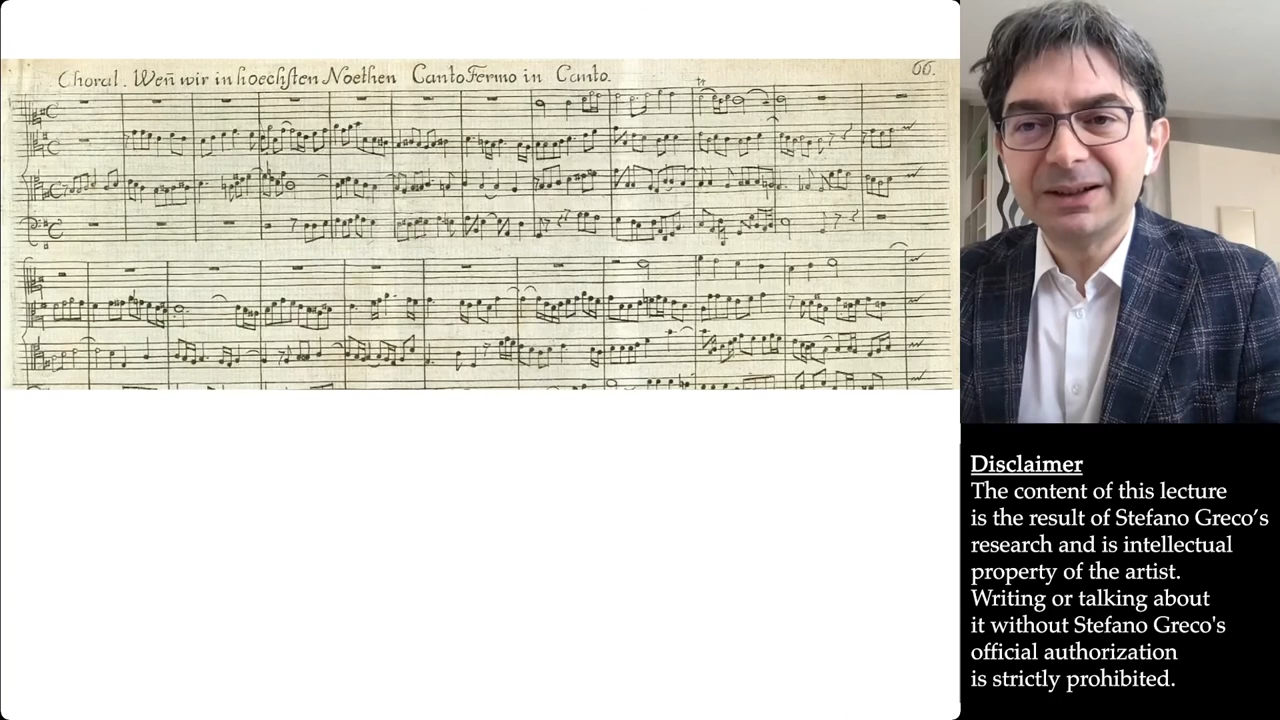 Choral. Wen̄ wir in hoechsten Noethen Canto Fermo in Canto. 66.
tr
Disclaimer
The content of this lecture
is the result of Stefano Greco’s
research and is intellectual
property of the artist.
Writing or talking about
it without Stefano Greco's
official authorization
is strictly prohibited.